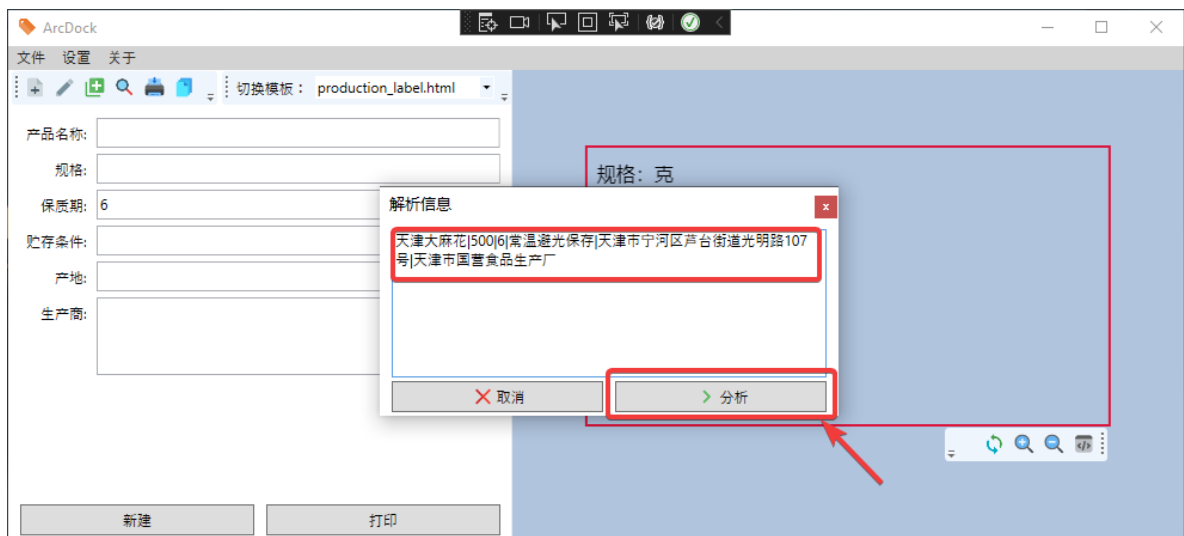 ArcDock
文件 设置 关于
切换模板： production_label.html
产品名称:
规格:
保质期: 6
贮存条件:
产地:
生产商:
规格：克
解析信息
天津大麻花|500|6|常温避光保存|天津市宁河区芦台街道光明路107
号|天津市国营食品生产厂
取消
分析
新建
打印